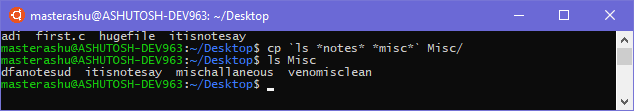 masterashu@ASHUTOSH-DEV963: ~/Desktop
adi  first.c  hugefile  itisnotesay
masterashu@ASHUTOSH-DEV963:~/Desktop$ cp `ls *notes* *misc*` Misc/
masterashu@ASHUTOSH-DEV963:~/Desktop$ ls Misc
dfanotesud  itisnotesay  mischallaneous  venomisclean
masterashu@ASHUTOSH-DEV963:~/Desktop$